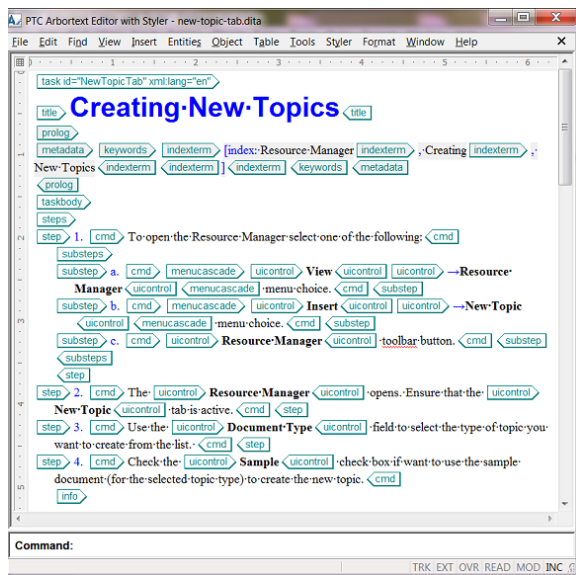 PTC Arbortext Editor with Styler - new-topic-tab.dita
File Edit Find View Insert Entities Object Table Tools Styler Format Window Help
1 2 3 4 5 6
task id="NewTopicTab" xml:lang="en"
title Creating·New·Topics title
prolog
metadata keywords indexterm [index:·Resource·Manager indexterm ,·Creating indexterm ,·
New·Topics indexterm indexterm ] indexterm keywords metadata
prolog
taskbody
steps
step 1. cmd To·open·the·Resource·Manager·select·one·of·the·following: cmd
substeps
substep a. cmd menucascade uicontrol View uicontrol uicontrol →Resource·
Manager uicontrol menucascade ·menu·choice. cmd substep
substep b. cmd menucascade uicontrol Insert uicontrol uicontrol →New·Topic
uicontrol menucascade ·menu·choice. cmd substep
substep c. cmd uicontrol Resource·Manager uicontrol ·toolbar·button. cmd substep
substeps
step
step 2. cmd The· uicontrol Resource·Manager uicontrol ·opens.·Ensure·that·the· uicontrol
New·Topic uicontrol ·tab·is·active. cmd step
step 3. cmd Use·the· uicontrol Document·Type uicontrol ·field·to·select·the·type·of·topic·you·
want·to·create·from·the·list.· cmd step
step 4. cmd Check·the· uicontrol Sample uicontrol ·check·box·if·want·to·use·the·sample·
document·(for·the·selected·topic·type)·to·create·the·new·topic. cmd
info
Command:
TRK EXT OVR READ MOD INC